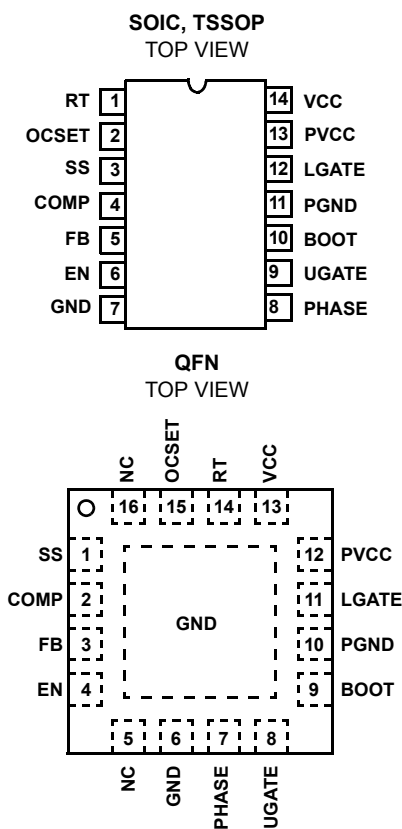 SOIC, TSSOP
TOP VIEW
RT 1 14 VCC
OCSET 2 13 PVCC
SS 3 12 LGATE
COMP 4 11 PGND
FB 5 10 BOOT
EN 6 9 UGATE
GND 7 8 PHASE
QFN
TOP VIEW
NC OCSET RT VCC
16 15 14 13
SS 1 12 PVCC
COMP 2 11 LGATE
GND
FB 3 10 PGND
EN 4 9 BOOT
5 6 7 8
NC GND PHASE UGATE